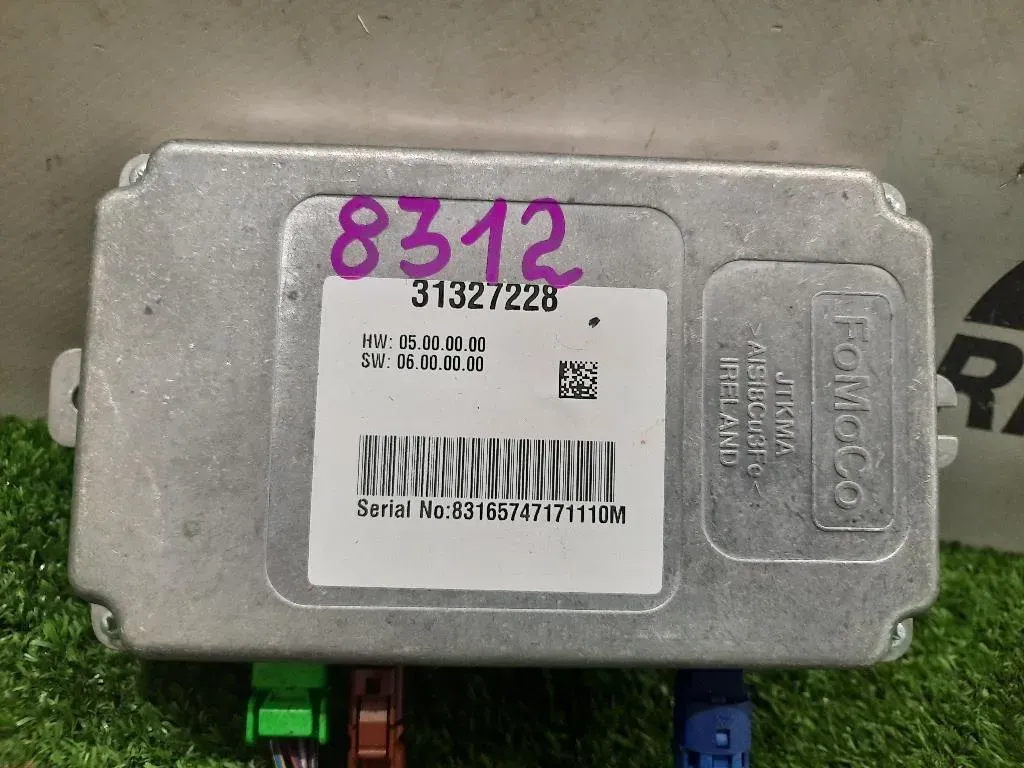 8312
31327228
HW: 05.00.00.00
SW: 06.00.00.00
Serial No:83165747171110M
FoMoCo
JTKMA
>AlSi8Cu3Fe<
IRELAND